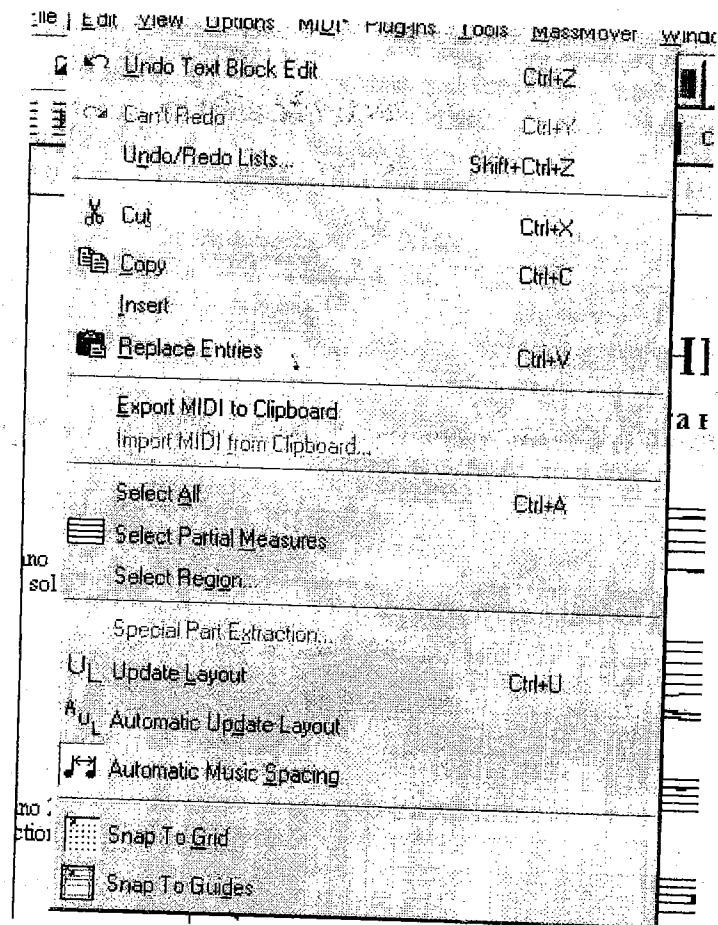 Edit View Options MIDI Plug-ins Tools MassMover
Undo Text Block Edit Ctrl+Z
Can't Redo Ctrl+Y
Undo/Redo Lists... Shift+Ctrl+Z
Cut Ctrl+X
Copy Ctrl+C
Insert
Replace Entries Ctrl+V
Export MIDI to Clipboard
Import MIDI from Clipboard...
Select All Ctrl+A
Select Partial Measures
Select Region...
Special Part Extraction...
UL Update Layout Ctrl+U
AUL Automatic Update Layout
Automatic Music Spacing
Snap To Grid
Snap To Guides